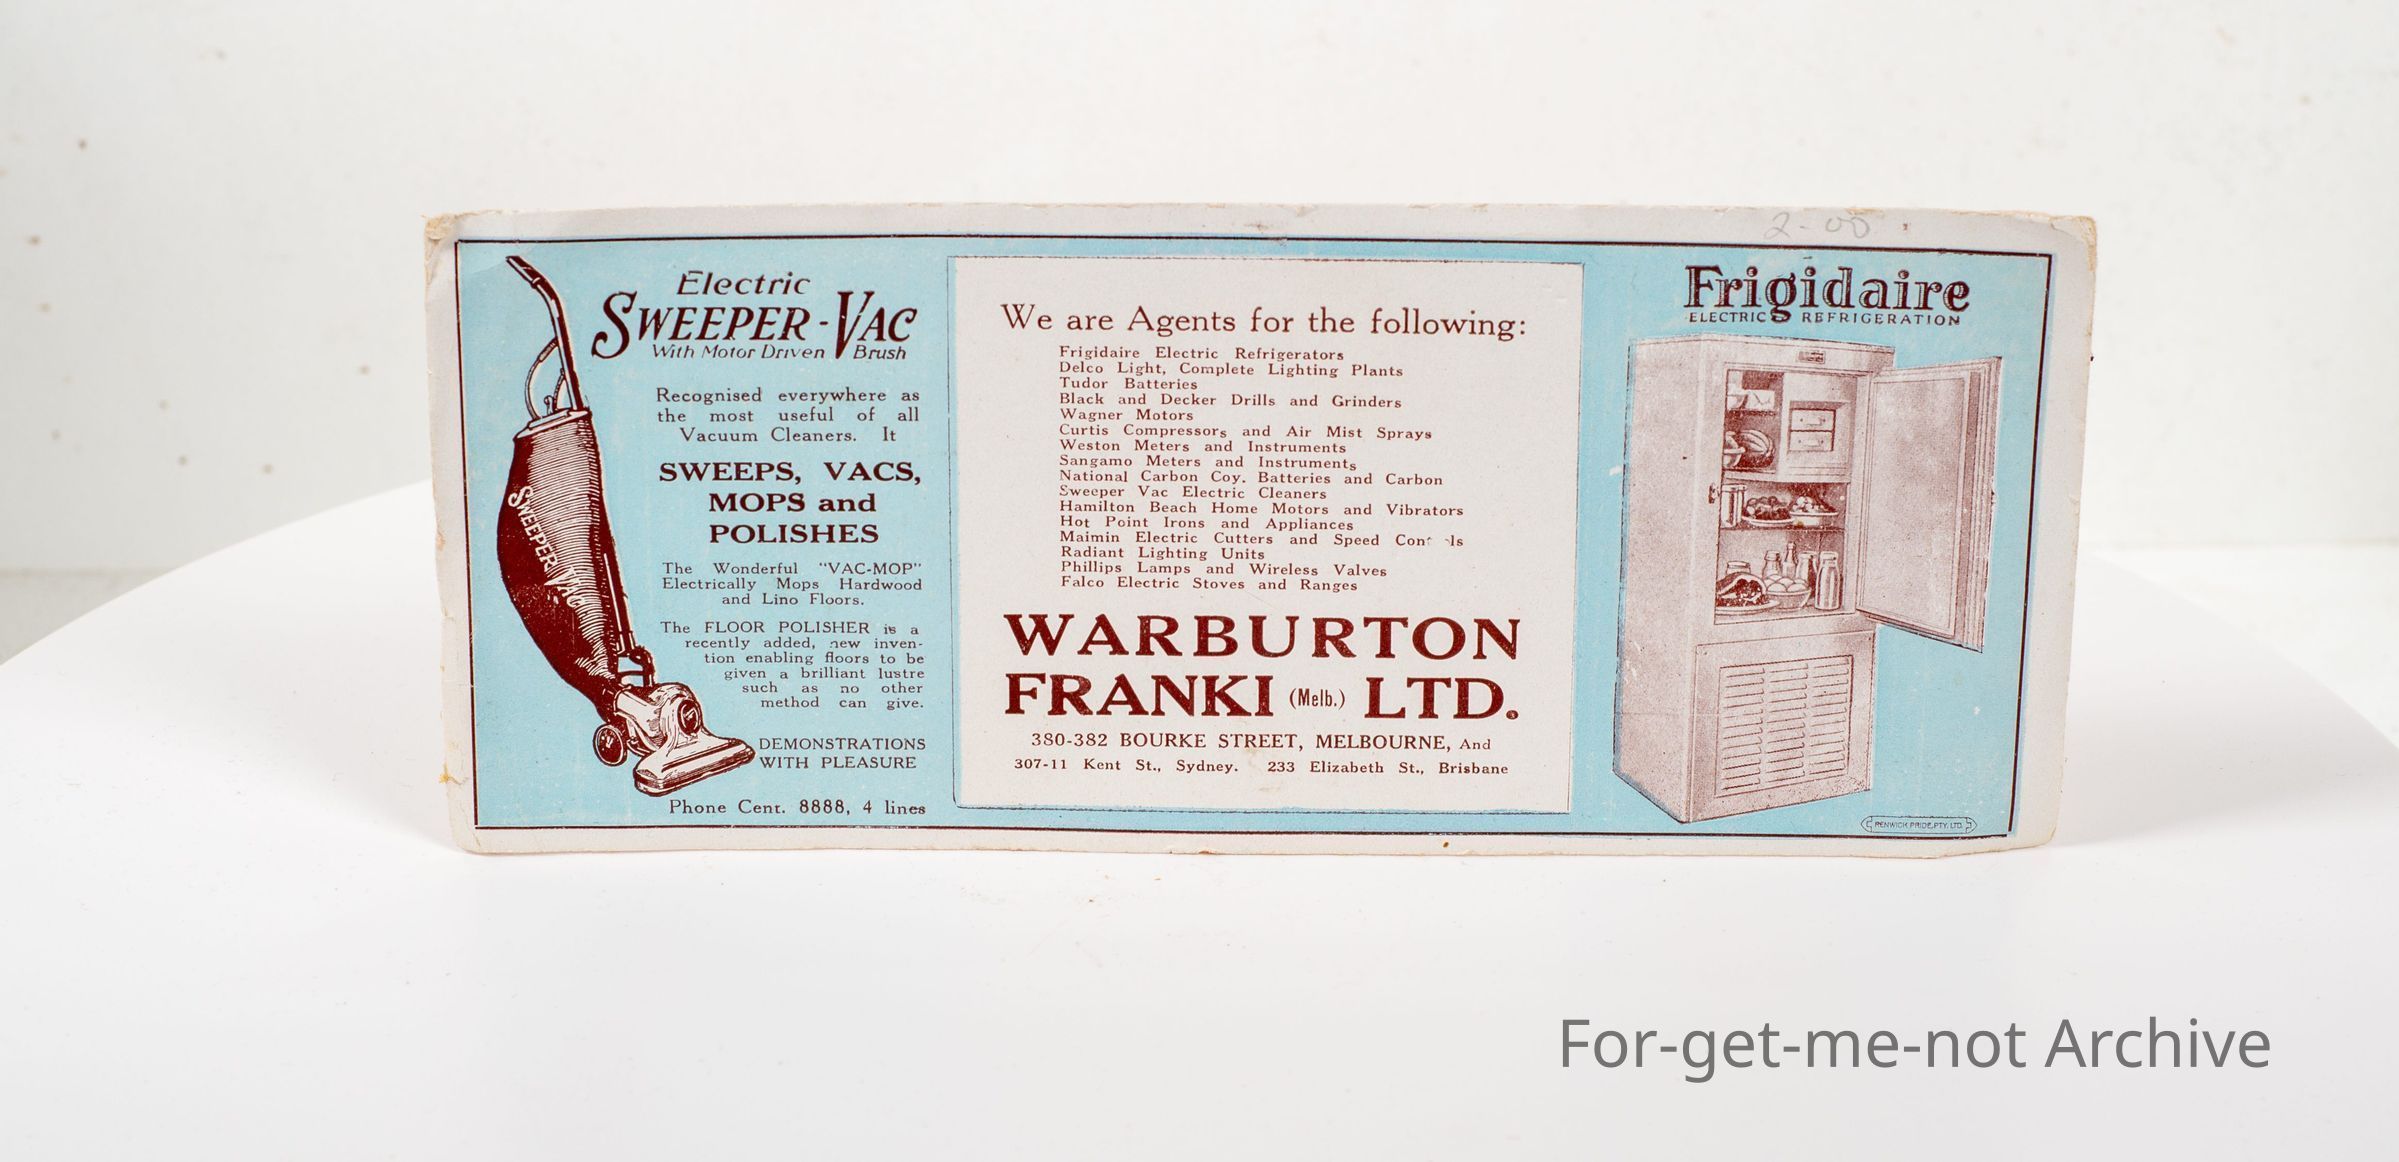 2-00
Electric
SWEEPER-VAC
With Motor Driven Brush
Recognised everywhere as
the most useful of all
Vacuum Cleaners. It
SWEEPS, VACS,
MOPS and
POLISHES
The Wonderful "VAC-MOP"
Electrically Mops Hardwood
and Lino Floors.
The FLOOR POLISHER is a
recently added, new inven-
tion enabling floors to be
given a brilliant lustre
such as no other
method can give.
DEMONSTRATIONS
WITH PLEASURE
Phone Cent. 8888, 4 lines
SWEEPER VAC
We are Agents for the following:
Frigidaire Electric Refrigerators
Delco Light, Complete Lighting Plants
Tudor Batteries
Black and Decker Drills and Grinders
Wagner Motors
Curtis Compressors and Air Mist Sprays
Weston Meters and Instruments
Sangamo Meters and Instruments
National Carbon Coy. Batteries and Carbon
Sweeper Vac Electric Cleaners
Hamilton Beach Home Motors and Vibrators
Hot Point Irons and Appliances
Maimin Electric Cutters and Speed
Radiant Lighting Units
Phillips Lamps and Wireless Valves
Falco Electric Stoves and Ranges
WARBURTON
FRANKI (Melb.) LTD.
380-382 BOURKE STREET, MELBOURNE, And
307-11 Kent St., Sydney. 233 Elizabeth St., Brisbane
Frigidaire
ELECTRIC REFRIGERATION
RENWICK PRIDE, PTY. LTD.
For-get-me-not Archive